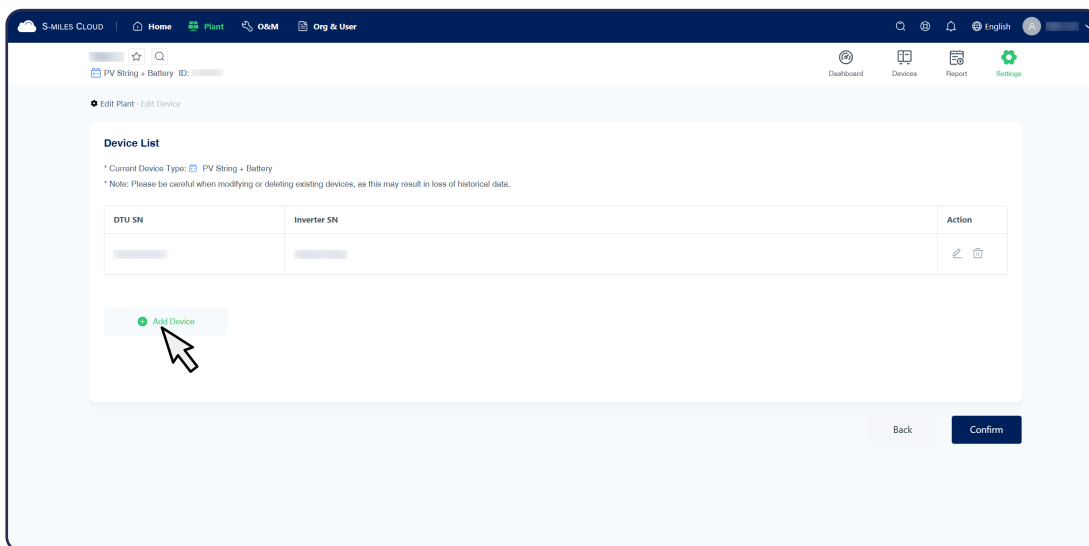 S-MILES CLOUD Home Plant O&M Org & User English A
PV String + Battery ID:
Dashboard Devices Report Settings
Edit Plant - Edit Device
Device List
* Current Device Type: PV String + Battery
* Note: Please be careful when modifying or deleting existing devices, as this may result in loss of historical data.
DTU SN Inverter SN Action
Add Device
Back Confirm